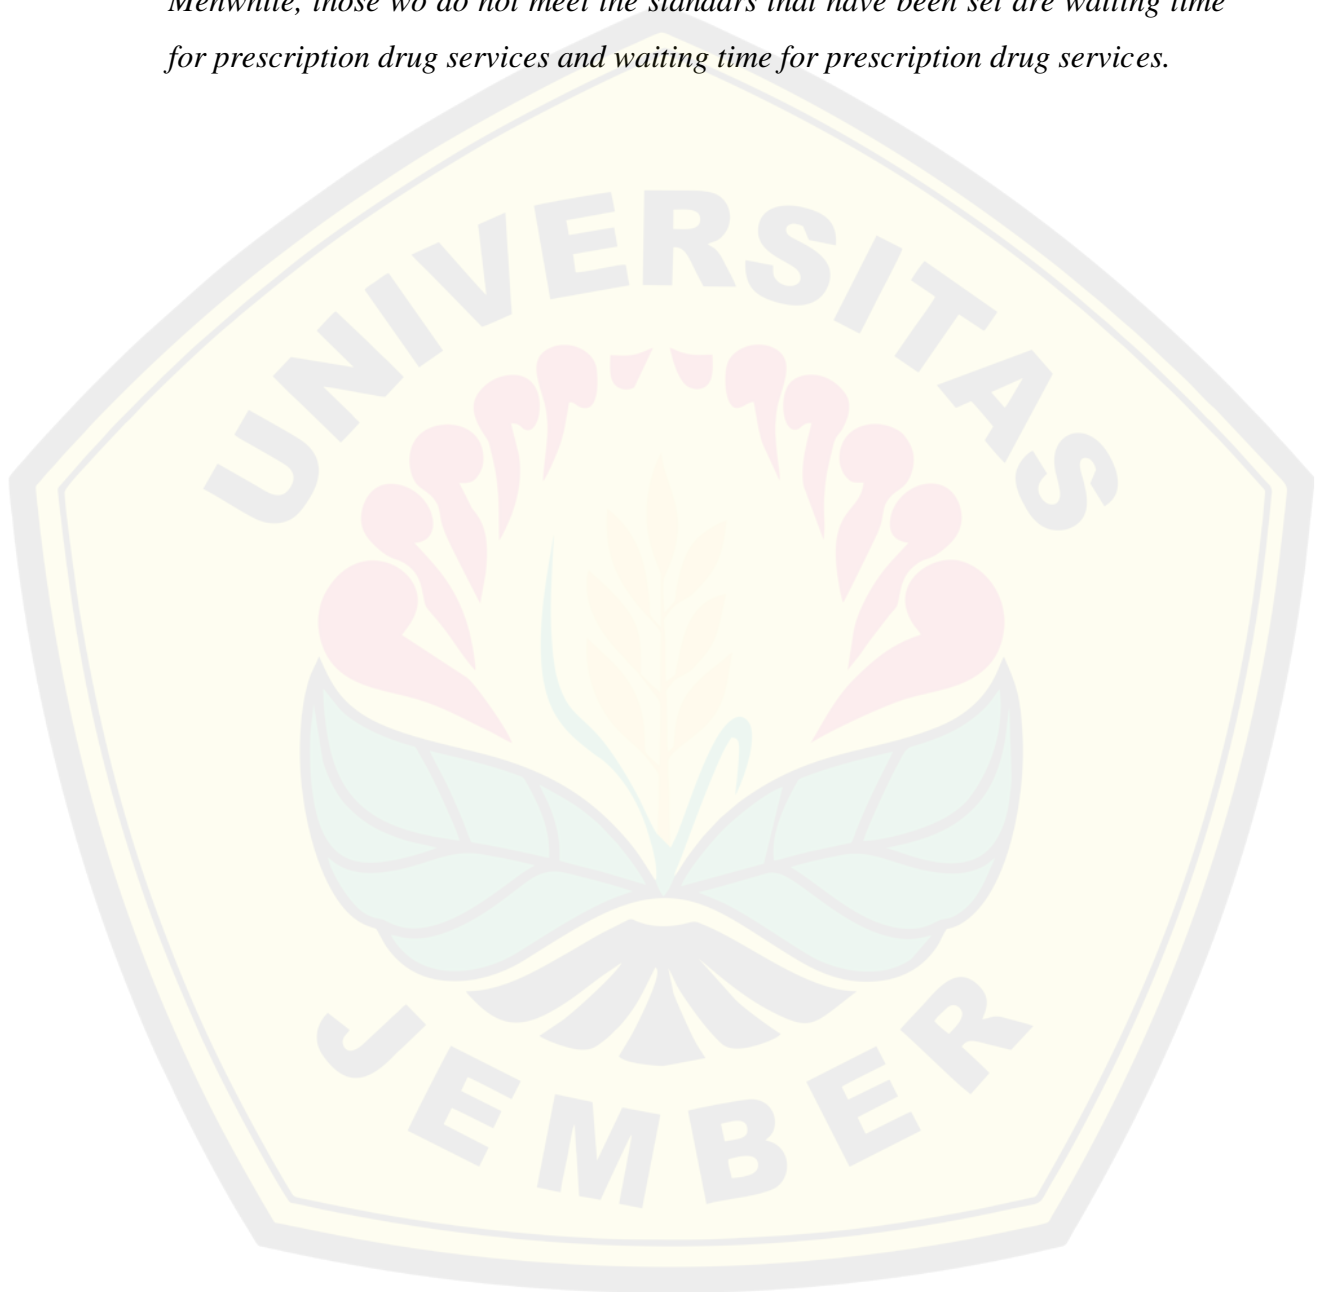 Menwhile, those wo do not meet the standars that have been set are waiting time
for prescription drug services and waiting time for prescription drug services.
UNIVERSITAS
JEMBER